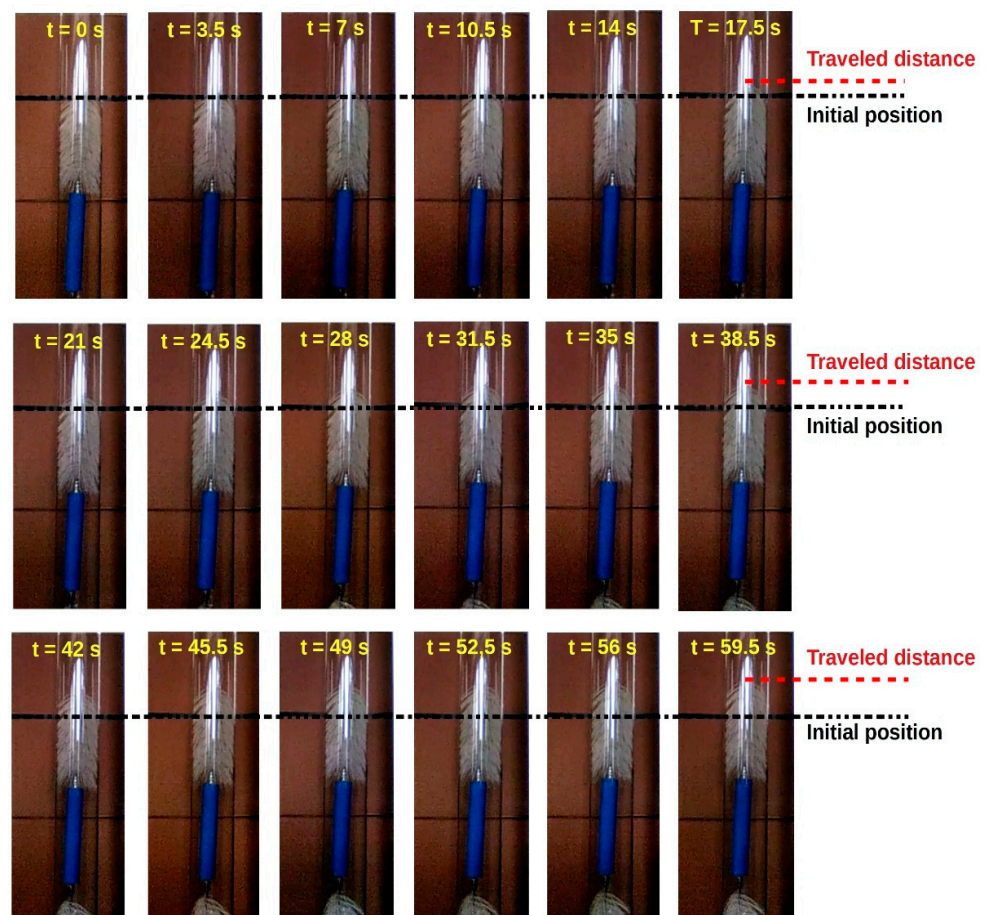 t = 0 s
t = 3.5 s
t = 7 s
t = 10.5 s
t = 14 s
T = 17.5 s
Traveled distance
Initial position
t = 21 s
t = 24.5 s
t = 28 s
t = 31.5 s
t = 35 s
t = 38.5 s
Traveled distance
Initial position
t = 42 s
t = 45.5 s
t = 49 s
t = 52.5 s
t = 56 s
t = 59.5 s
Traveled distance
Initial position